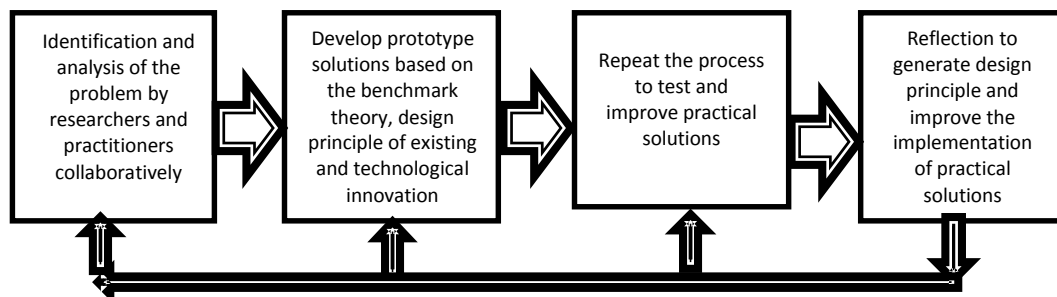 Identification and
analysis of the
problem by
researchers and
practitioners
collaboratively
Develop prototype
solutions based on
the benchmark
theory, design
principle of existing
and technological
innovation
Repeat the process
to test and
improve practical
solutions
Reflection to
generate design
principle and
improve the
implementation
of practical
solutions